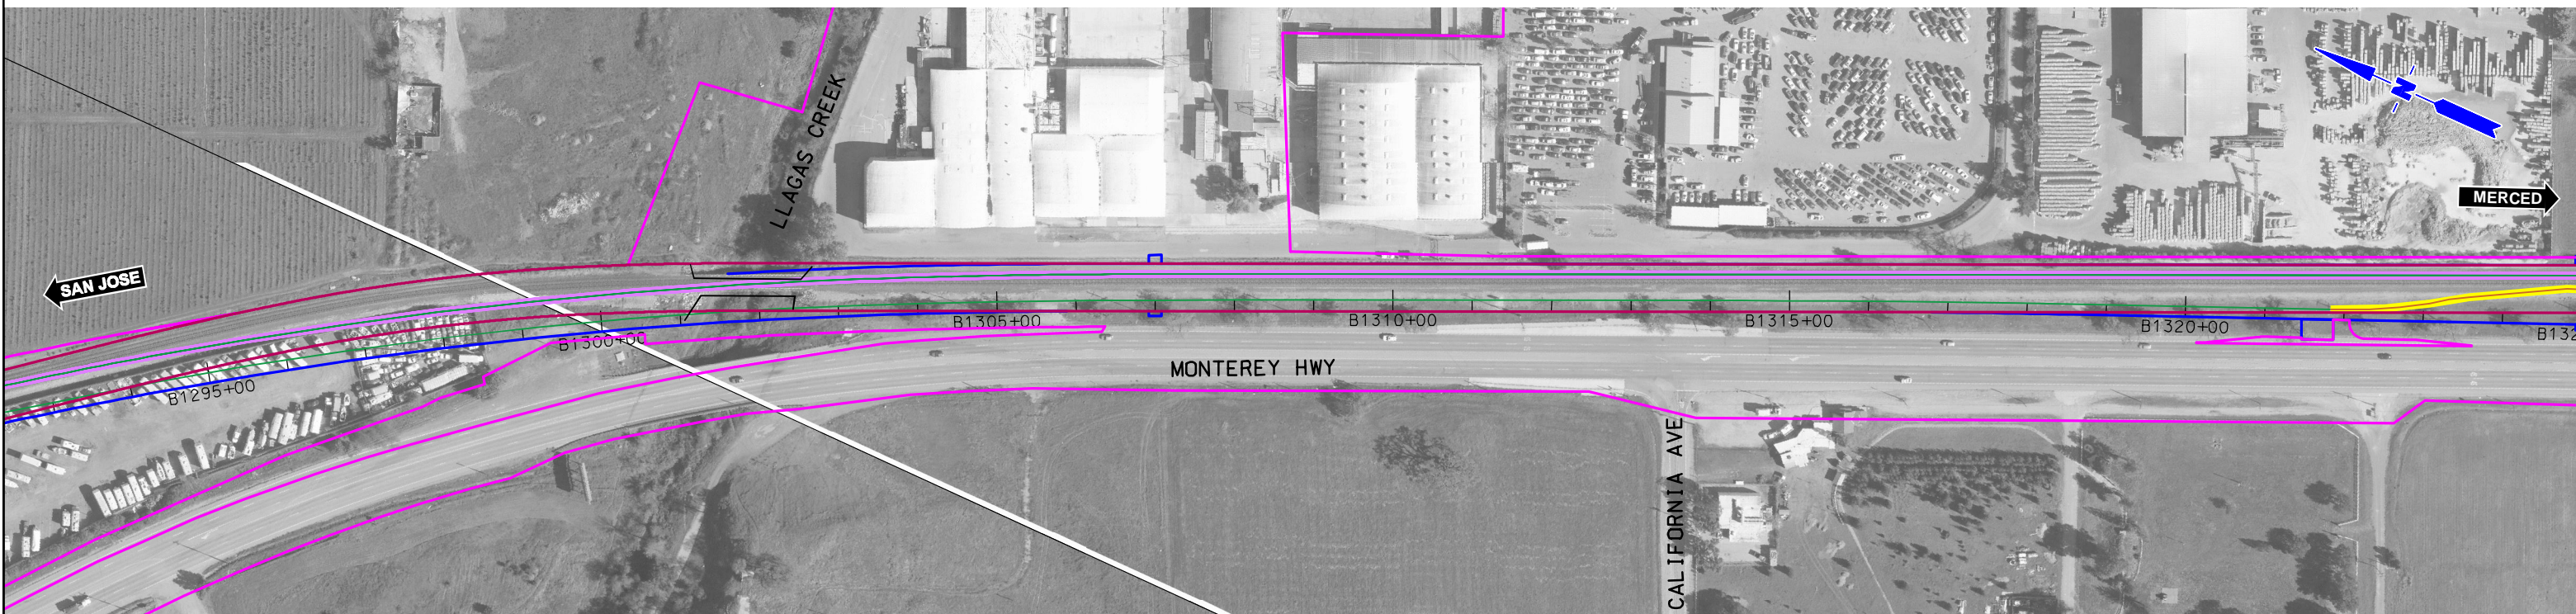 LLAGAS CREEK
N
MERCED
SAN JOSE
B1295+00
B1300+00
B1305+00
B1310+00
B1315+00
B1320+00
B132
MONTEREY HWY
CALIFORNIA AVE